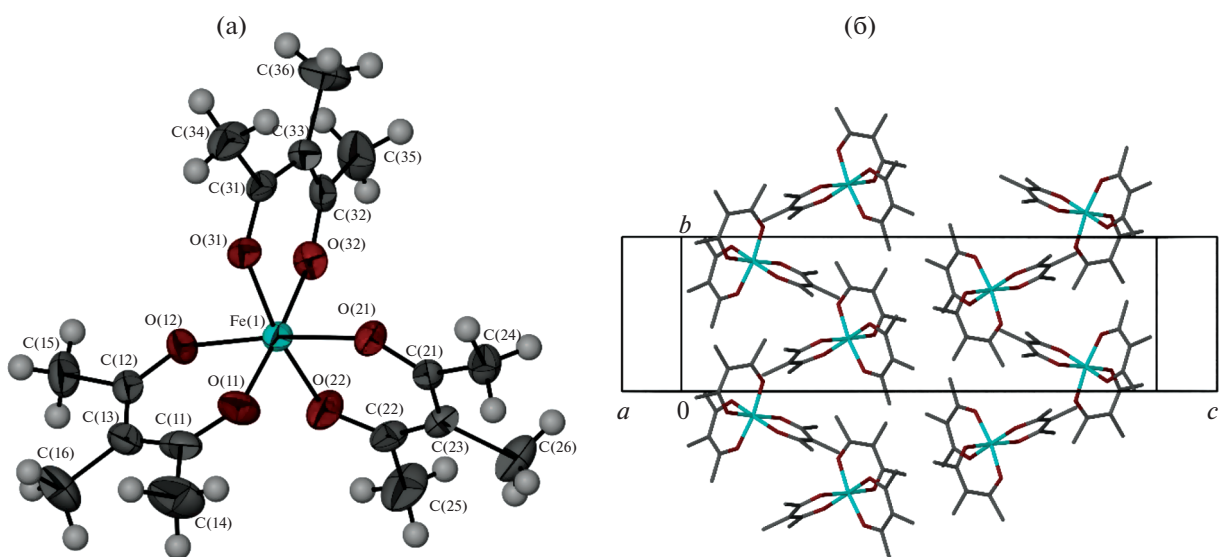 (а) (б)
C(36)
C(34)
C(33)
C(35)
C(31)
C(32)
O(31)
O(32)
b
O(12)
Fe(1)
O(21)
C(15)
C(24)
C(12)
C(21)
O(11)
O(22)
C(13)
C(11)
C(22)
C(23)
a 0 c
C(16)
C(26)
C(14)
C(25)